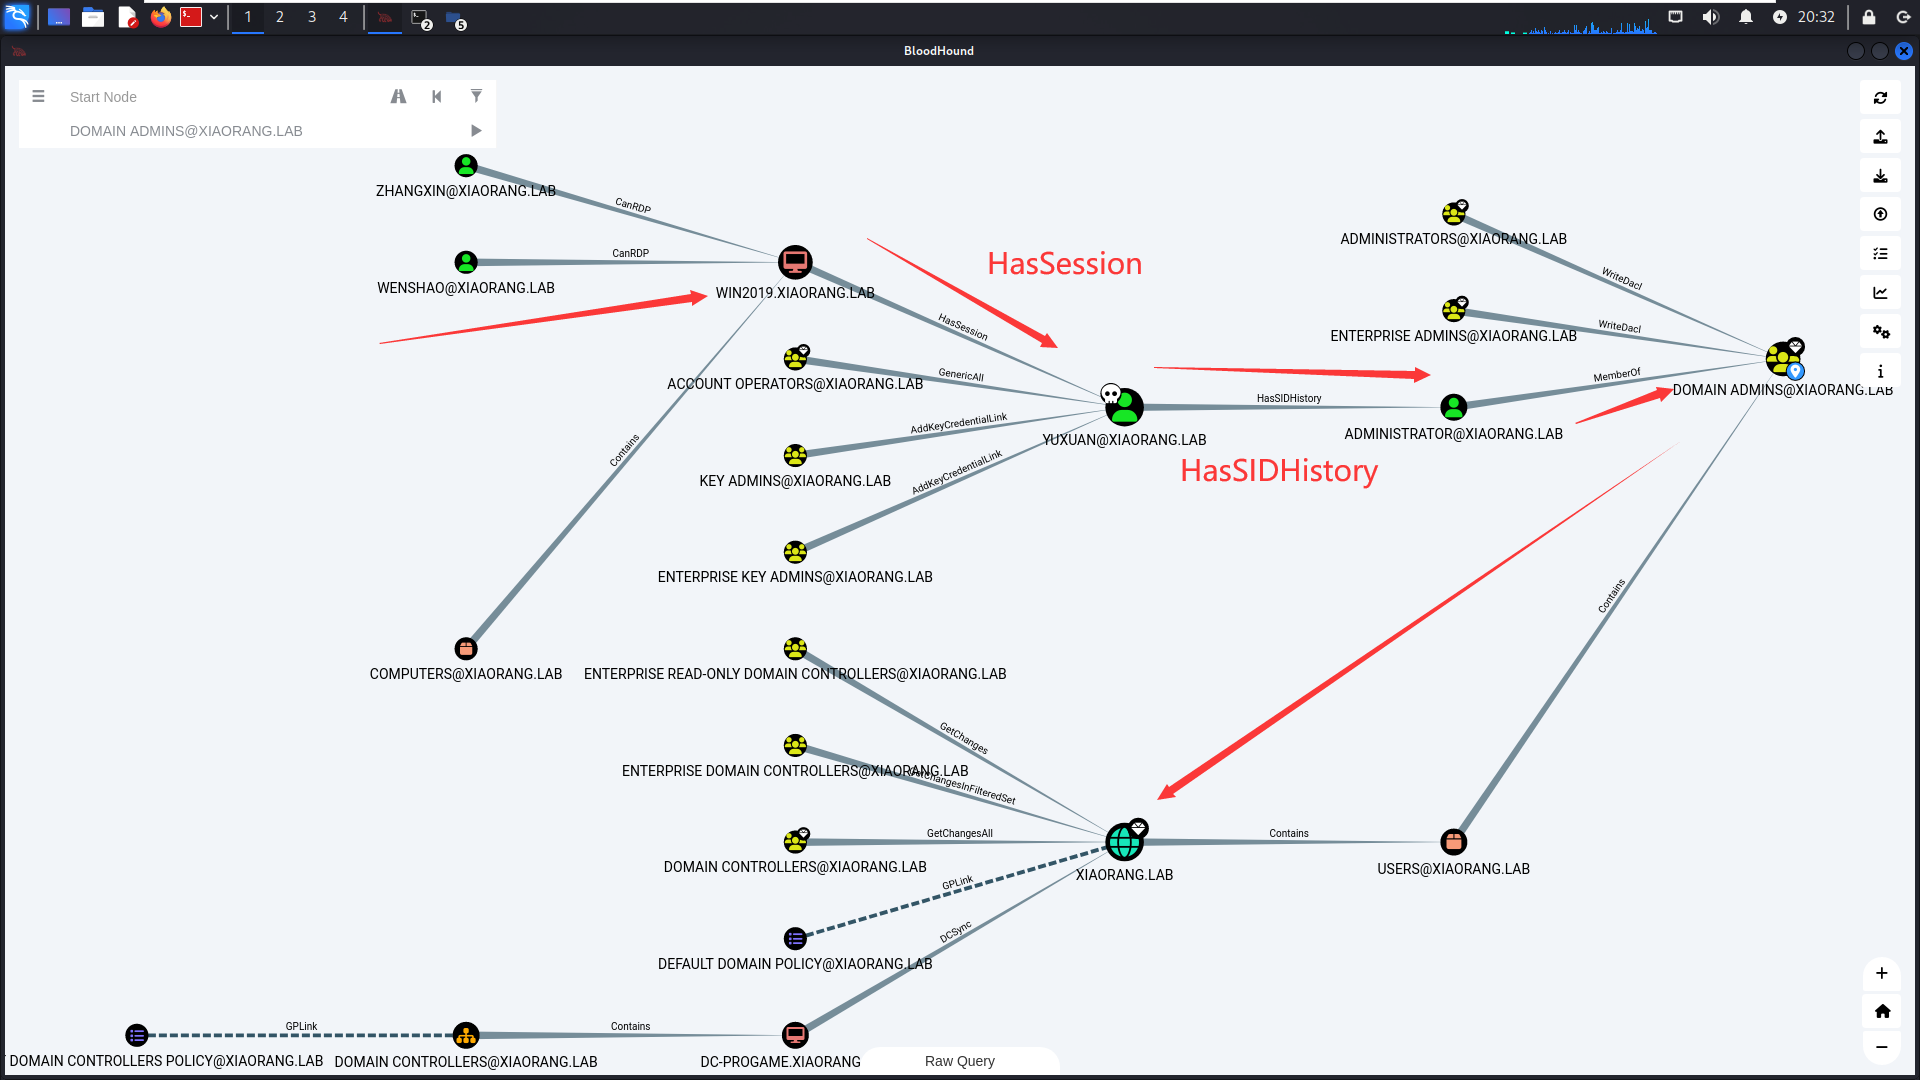 1 2 3 4
2
5
20:32
BloodHound
Start Node
DOMAIN ADMINS@XIAORANG.LAB
ZHANGXIN@XIAORANG.LAB
CanRDP
WENSHAO@XIAORANG.LAB
CanRDP
WIN2019.XIAORANG.LAB
HasSession
HasSession
ADMINISTRATORS@XIAORANG.LAB
WriteDacl
ENTERPRISE ADMINS@XIAORANG.LAB
WriteDacl
ACCOUNT OPERATORS@XIAORANG.LAB
GenericAll
MemberOf
DOMAIN ADMINS@XIAORANG.LAB
HasSIDHistory
AddKeyCredentialLink
YUXUAN@XIAORANG.LAB
ADMINISTRATOR@XIAORANG.LAB
HasSIDHistory
Contains
KEY ADMINS@XIAORANG.LAB
AddKeyCredentialLink
ENTERPRISE KEY ADMINS@XIAORANG.LAB
Contains
COMPUTERS@XIAORANG.LAB
ENTERPRISE READ-ONLY DOMAIN CONTROLLERS@XIAORANG.LAB
GetChanges
ENTERPRISE DOMAIN CONTROLLERS@XIAORANG.LAB
GetChangesInFilteredSet
GetChangesAll
Contains
DOMAIN CONTROLLERS@XIAORANG.LAB
XIAORANG.LAB
USERS@XIAORANG.LAB
GPLink
DCSync
DEFAULT DOMAIN POLICY@XIAORANG.LAB
GPLink
Contains
DOMAIN CONTROLLERS POLICY@XIAORANG.LAB
DOMAIN CONTROLLERS@XIAORANG.LAB
DC-PROGAME.XIAORANG
Raw Query